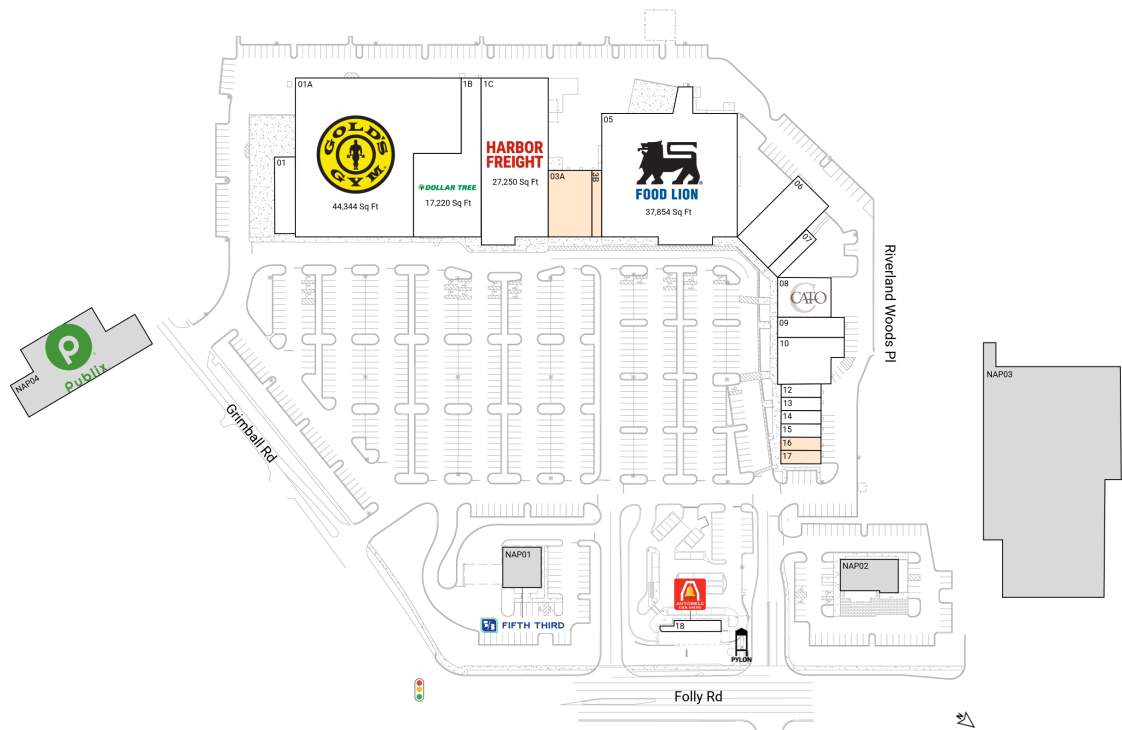 01A
1B
1C
05
GOLD'S
GYM
HARBOR
FREIGHT
27,250 Sq Ft
44,344 Sq Ft
DOLLAR TREE
17,220 Sq Ft
01
03A
3B
FOOD LION
37,854 Sq Ft
06
07
08
CATO
09
10
12
13
14
15
16
17
Riverland Woods Pl
NAP03
Publix
NAP04
Grimball Rd
NAP01
FIFTH THIRD
AUTOBELL
CAR WASH
18
PYLON
NAP02
Folly Rd
N